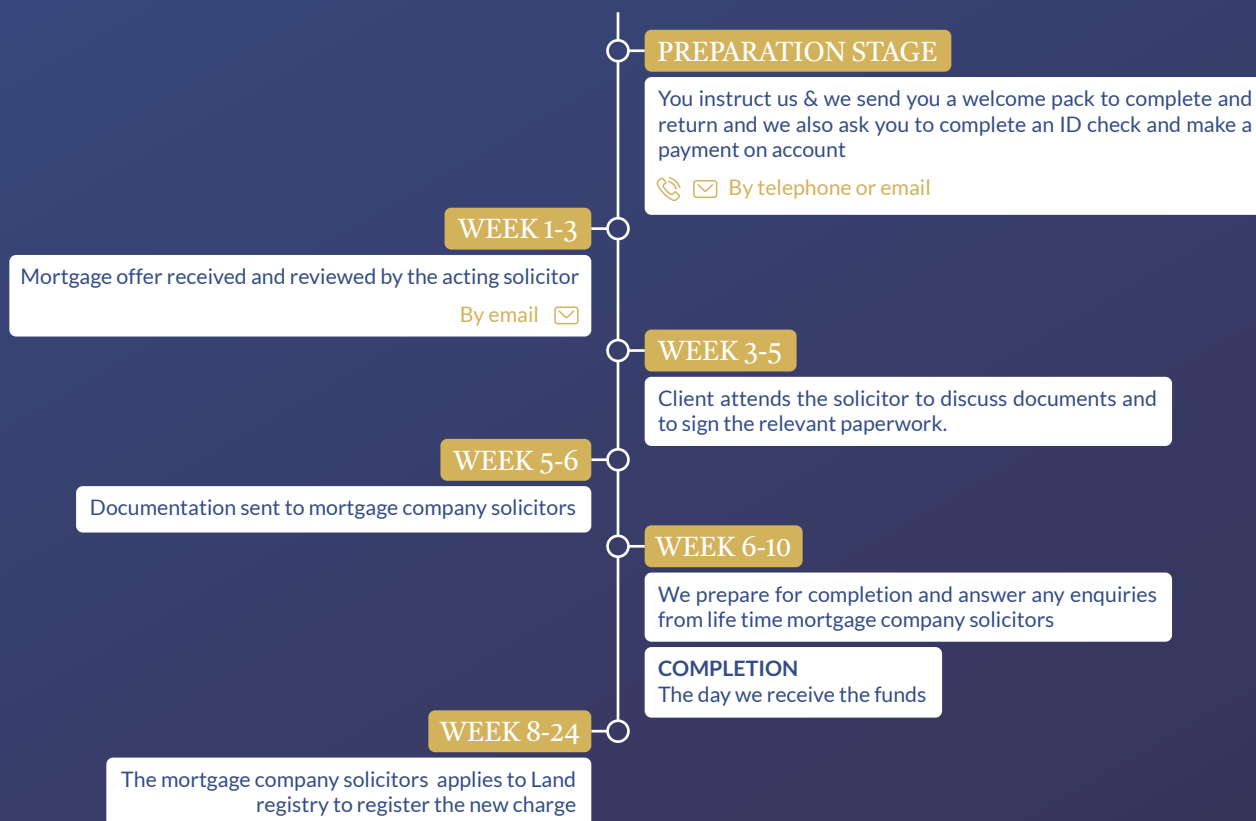 PREPARATION STAGE
You instruct us & we send you a welcome pack to complete and
return and we also ask you to complete an ID check and make a
payment on account
By telephone or email
WEEK 1-3
Mortgage offer received and reviewed by the acting solicitor
By email
WEEK 3-5
Client attends the solicitor to discuss documents and
to sign the relevant paperwork.
WEEK 5-6
Documentation sent to mortgage company solicitors
WEEK 6-10
We prepare for completion and answer any enquiries
from life time mortgage company solicitors
COMPLETION
The day we receive the funds
WEEK 8-24
The mortgage company solicitors applies to Land
registry to register the new charge